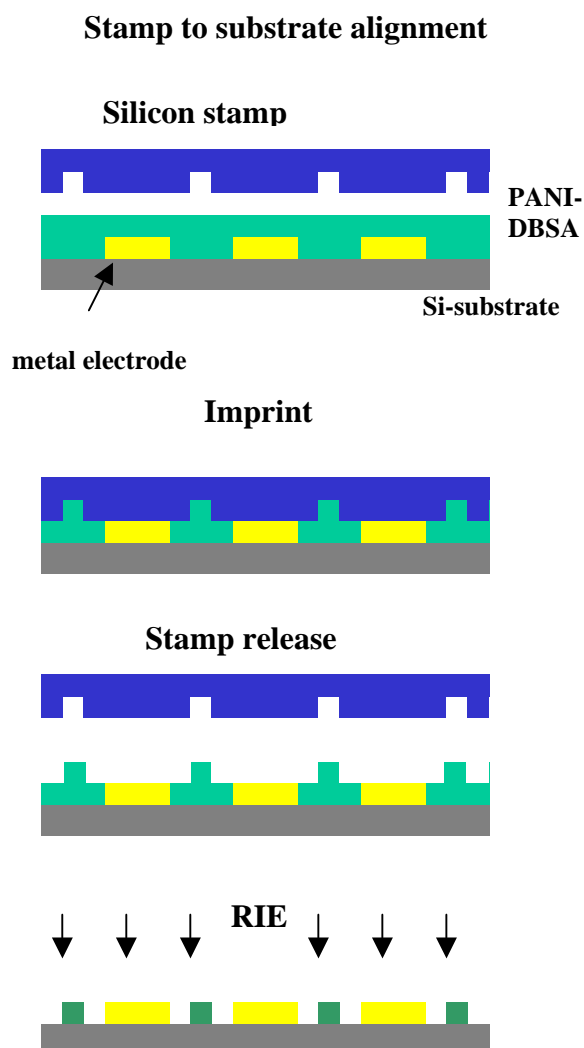 Stamp to substrate alignment
Silicon stamp
PANI-
DBSA
Si-substrate
metal electrode
Imprint
Stamp release
RIE